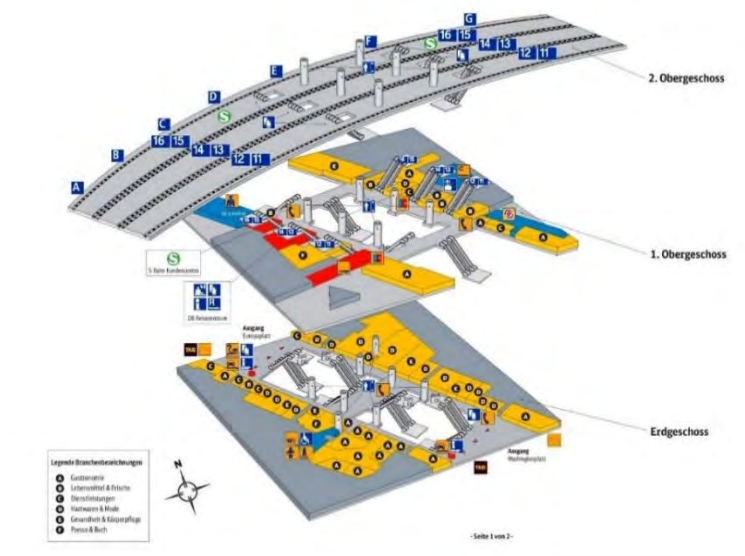 G
F
16 15
14 13
12 11
E
D
C
16 15
14 13
12 11
B
A
2. Obergeschoss
1. Obergeschoss
S-Bahn Kundencenter
DB Reisezentrum
Ausgang
Europaplatz
TAXI
Erdgeschoss
Ausgang
Washingtonplatz
TAXI
Legende Branchenbezeichnungen
A Gastronomie
B Lebensmittel & Frische
C Dienstleistungen
D Hartwaren & Mode
E Gesundheit & Körperpflege
F Presse & Buch
N
- Seite 1 von 2 -